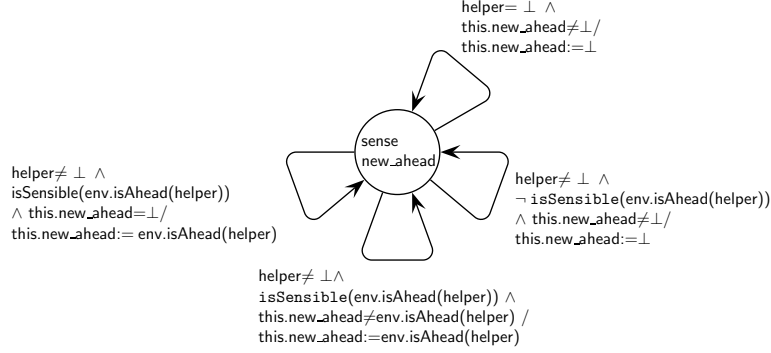 helper= ⊥ ∧
this.new_ahead≠⊥/
this.new_ahead:=⊥
sense
new_ahead
helper≠ ⊥ ∧
isSensible(env.isAhead(helper))
∧ this.new_ahead=⊥/
this.new_ahead:= env.isAhead(helper)
helper≠ ⊥ ∧
¬ isSensible(env.isAhead(helper))
∧ this.new_ahead≠⊥/
this.new_ahead:=⊥
helper≠ ⊥∧
isSensible(env.isAhead(helper)) ∧
this.new_ahead≠env.isAhead(helper) /
this.new_ahead:=env.isAhead(helper)